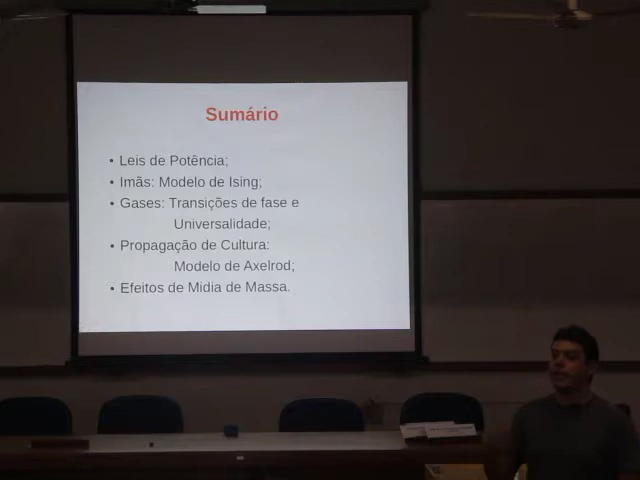 Sumário
• Leis de Potência;
• Imãs: Modelo de Ising;
• Gases: Transições de fase e
Universalidade;
• Propagação de Cultura:
Modelo de Axelrod;
• Efeitos de Midia de Massa.